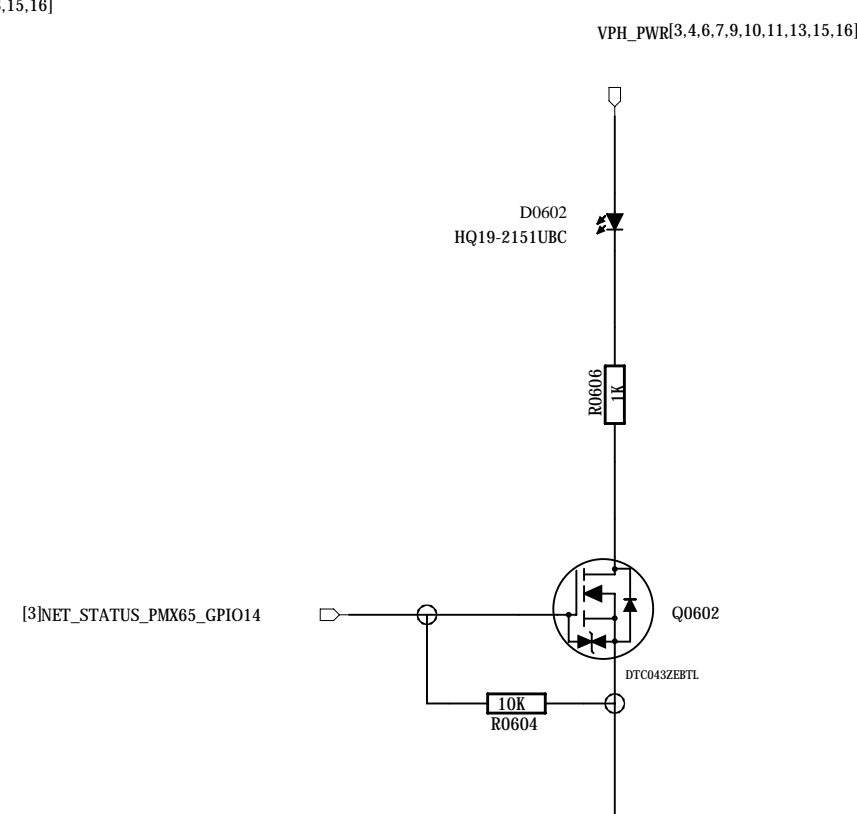 ,15,16]
VPH_PWR[3,4,6,7,9,10,11,13,15,16]
D0602
HQ19-2151UBC
R0606
1K
[3]NET_STATUS_PMX65_GPIO14
Q0602
DTC043ZEBTL
10K
R0604